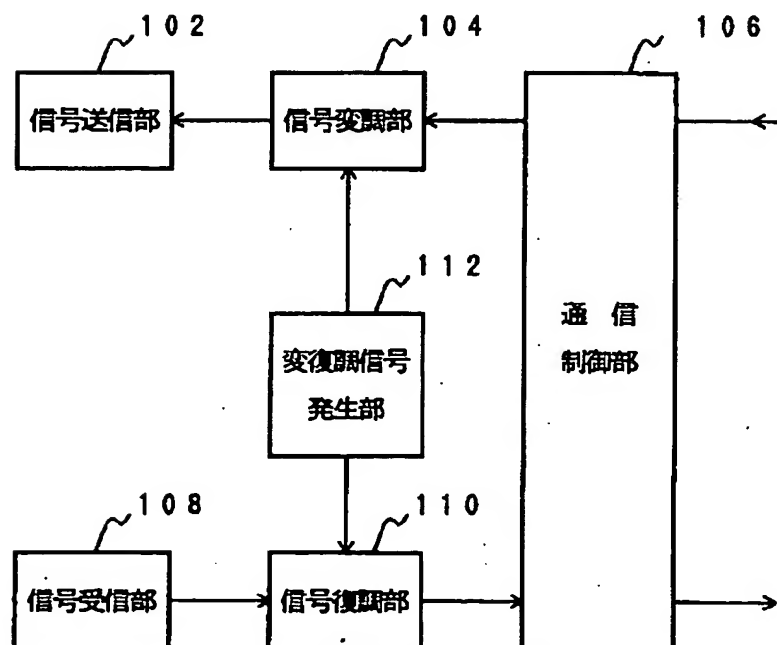 102
104
106
信号送信部
信号変調部
112
変復調信号
発生部
通信
制御部
108
110
信号受信部
信号復調部